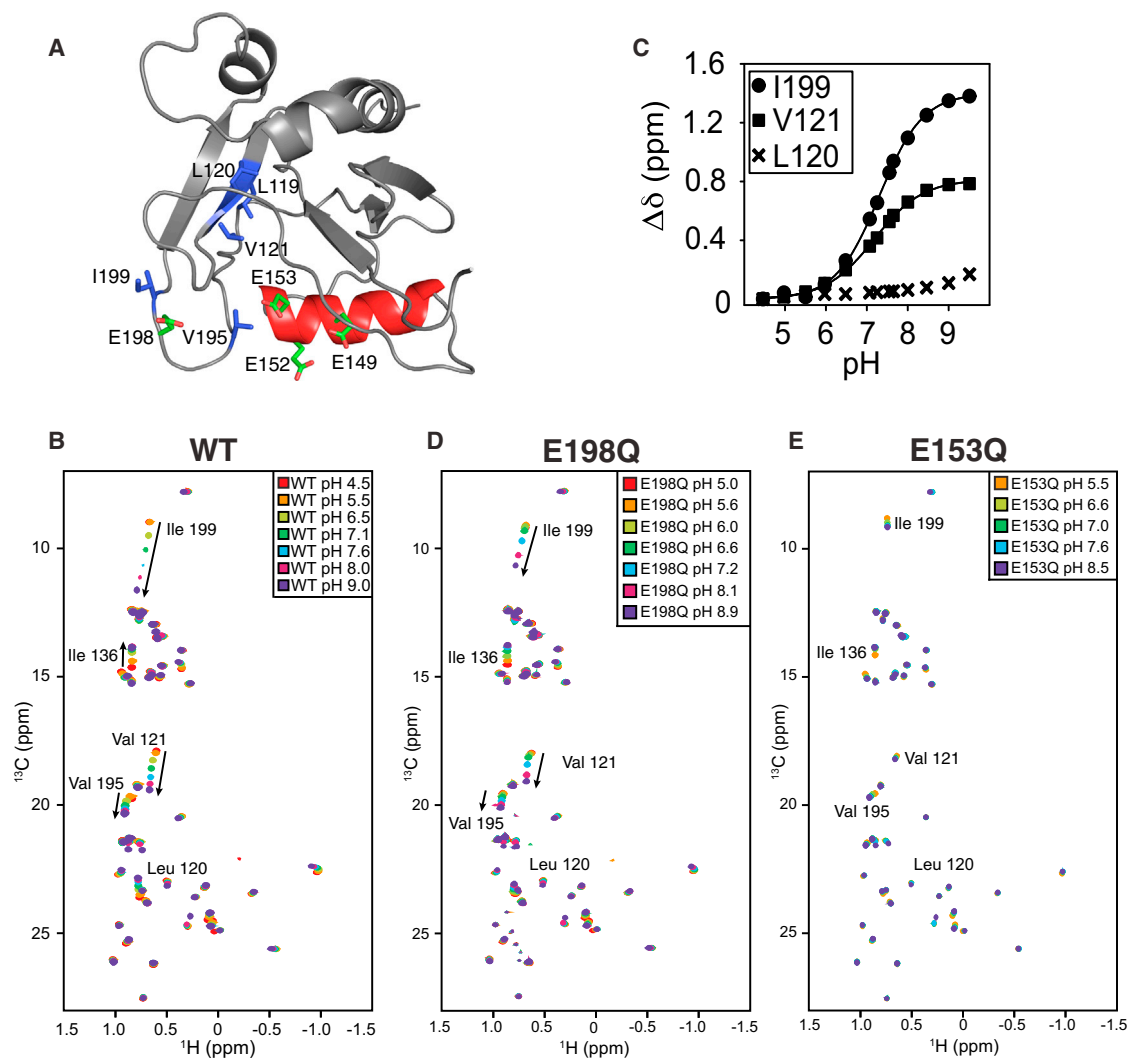 A
L120
L119
V121
I199
E153
E198
V195
E152
E149
C
Δδ (ppm)
1.6
1.2
0.8
0.4
0
I199
V121
L120
5 6 7 8 9
pH
B
WT
WT pH 4.5
WT pH 5.5
WT pH 6.5
WT pH 7.1
WT pH 7.6
WT pH 8.0
WT pH 9.0
Ile 199
Ile 136
Val 121
Val 195
Leu 120
10
15
20
25
13C (ppm)
1.5 1.0 0.5 0 -0.5 -1.0 -1.5
1H (ppm)
D
E198Q
E198Q pH 5.0
E198Q pH 5.6
E198Q pH 6.0
E198Q pH 6.6
E198Q pH 7.2
E198Q pH 8.1
E198Q pH 8.9
Ile 199
Ile 136
Val 121
Val 195
Leu 120
10
15
20
25
13C (ppm)
1.5 1.0 0.5 0 -0.5 -1.0 -1.5
1H (ppm)
E
E153Q
E153Q pH 5.5
E153Q pH 6.6
E153Q pH 7.0
E153Q pH 7.6
E153Q pH 8.5
Ile 199
Ile 136
Val 121
Val 195
Leu 120
10
15
20
25
13C (ppm)
1.5 1.0 0.5 0 -0.5 -1.0 -1.5
1H (ppm)